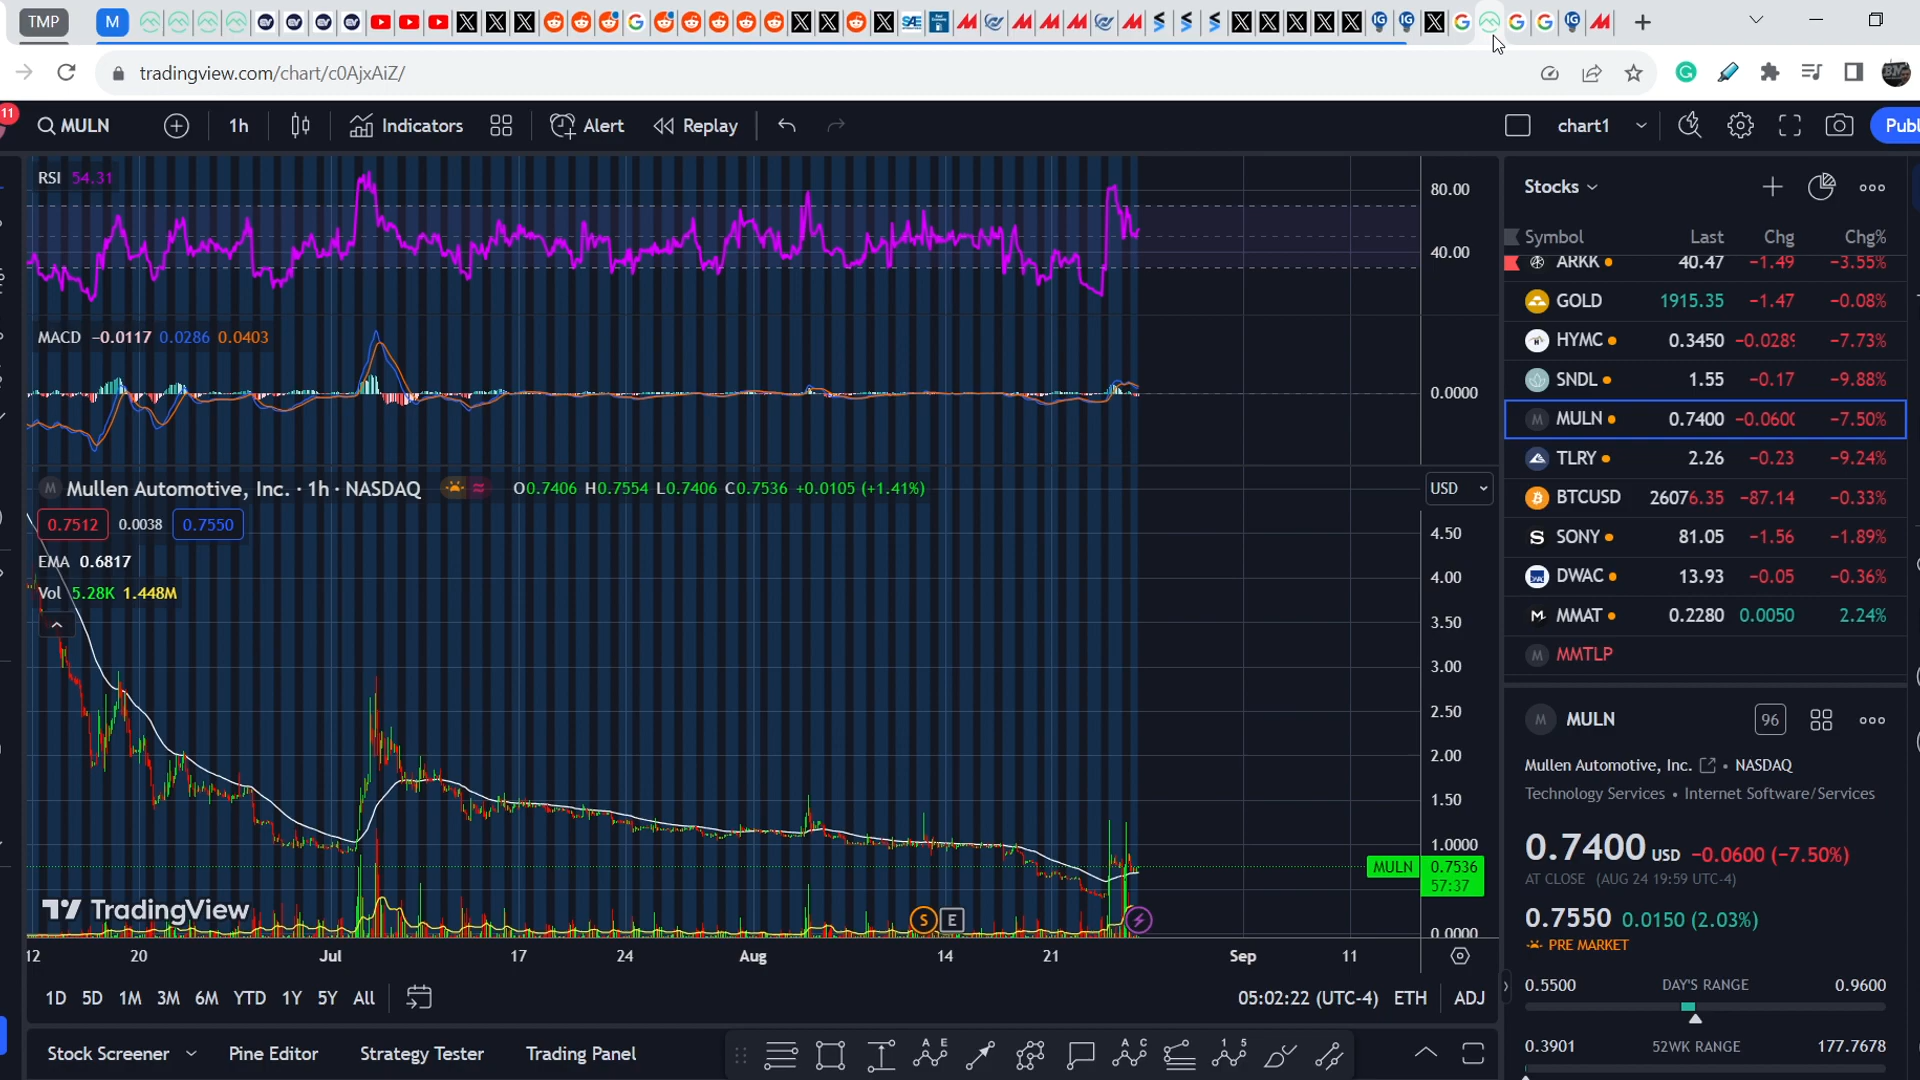 TMP M
tradingview.com/chart/c0AjxAiZ/
11
MULN 1h Indicators Alert Replay chart1 Publ
RSI 54.31
80.00
40.00
MACD −0.0117 0.0286 0.0403
0.0000
Mullen Automotive, Inc. · 1h · NASDAQ O0.7406 H0.7554 L0.7406 C0.7536 +0.0105 (+1.41%)
USD
0.7512 0.0038 0.7550
EMA 0.6817
Vol 5.28K 1.448M
4.50
4.00
3.50
3.00
2.50
2.00
1.50
1.0000
MULN 0.7536
57:37
0.0000
TradingView
S E
12 20 Jul 17 24 Aug 14 21 Sep 11
1D 5D 1M 3M 6M YTD 1Y 5Y All
05:02:22 (UTC-4) ETH ADJ
Stock Screener Pine Editor Strategy Tester Trading Panel
Stocks
Symbol Last Chg Chg%
ARKK 40.47 −1.49 −3.55%
GOLD 1915.35 −1.47 −0.08%
HYMC 0.3450 −0.0289 −7.73%
SNDL 1.55 −0.17 −9.88%
MULN 0.7400 −0.0600 −7.50%
TLRY 2.26 −0.23 −9.24%
BTCUSD 26076.35 −87.14 −0.33%
SONY 81.05 −1.56 −1.89%
DWAC 13.93 −0.05 −0.36%
MMAT 0.2280 0.0050 2.24%
MMTLP
MULN 96
Mullen Automotive, Inc. • NASDAQ
Technology Services • Internet Software/Services
0.7400 USD −0.0600 (−7.50%)
AT CLOSE (AUG 24 19:59 UTC-4)
0.7550 0.0150 (2.03%)
PRE MARKET
0.5500 DAY'S RANGE 0.9600
0.3901 52WK RANGE 177.7678